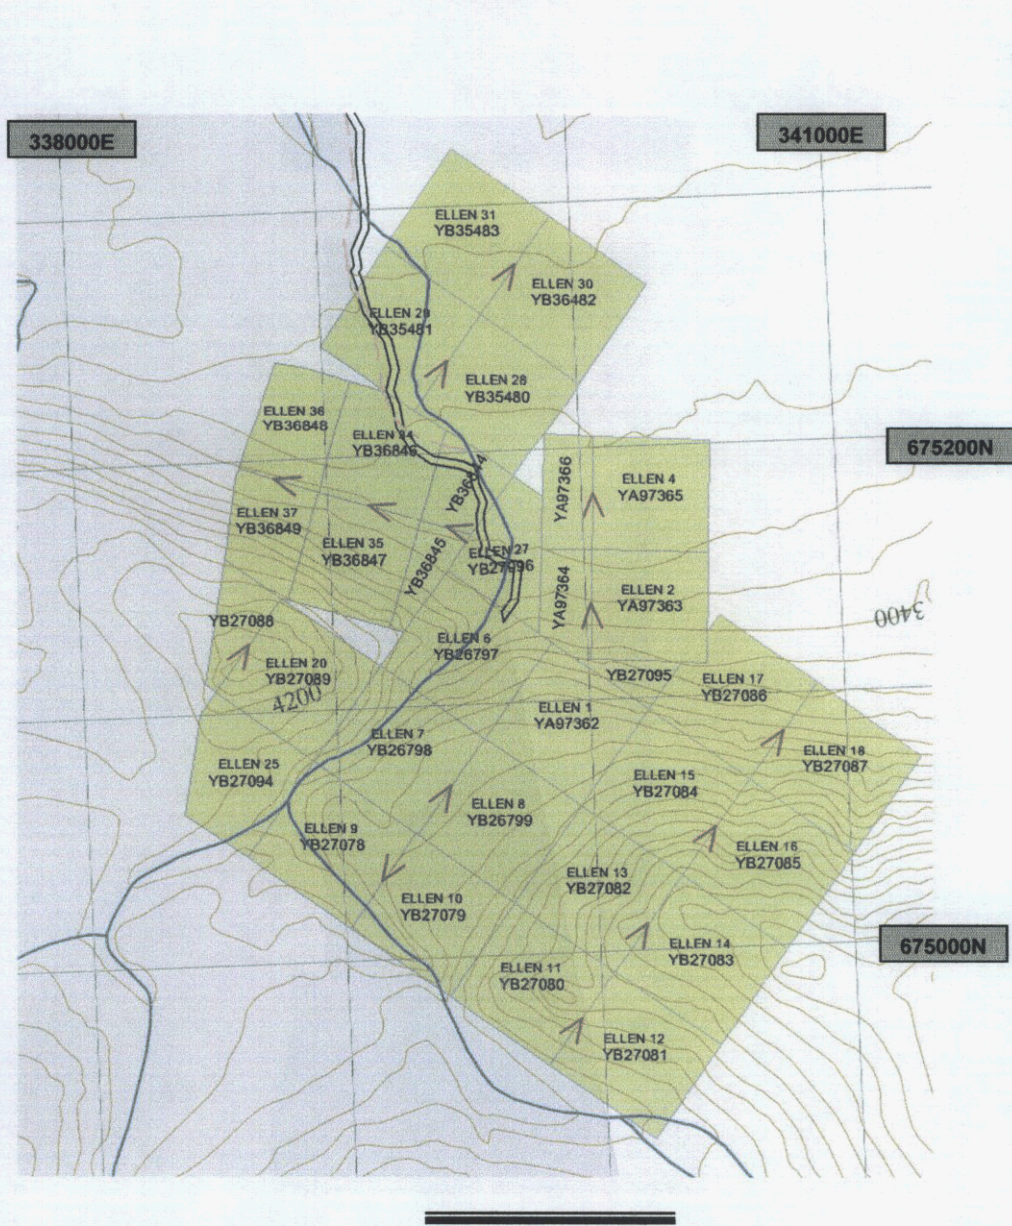 338000E
341000E
ELLEN 31
YB35483
ELLEN 30
YB36482
ELLEN 29
YB35481
ELLEN 28
YB35480
ELLEN 36
YB36848
ELLEN 34
YB36846
675200N
YA97366
ELLEN 4
YA97365
ELLEN 37
YB36849
ELLEN 35
YB36847
YB36845
ELLEN 27
YA97364
ELLEN 2
YA97363
3400
YB27088
ELLEN 20
YB27089
4200
ELLEN 6
YB26797
YB27095
ELLEN 17
YB27086
ELLEN 1
YA97362
ELLEN 7
YB26798
ELLEN 18
YB27087
ELLEN 25
YB27094
ELLEN 15
YB27084
ELLEN 8
YB26799
ELLEN 9
YB27078
ELLEN 16
YB27085
ELLEN 13
YB27082
ELLEN 10
YB27079
675000N
ELLEN 14
YB27083
ELLEN 11
YB27080
ELLEN 12
YB27081